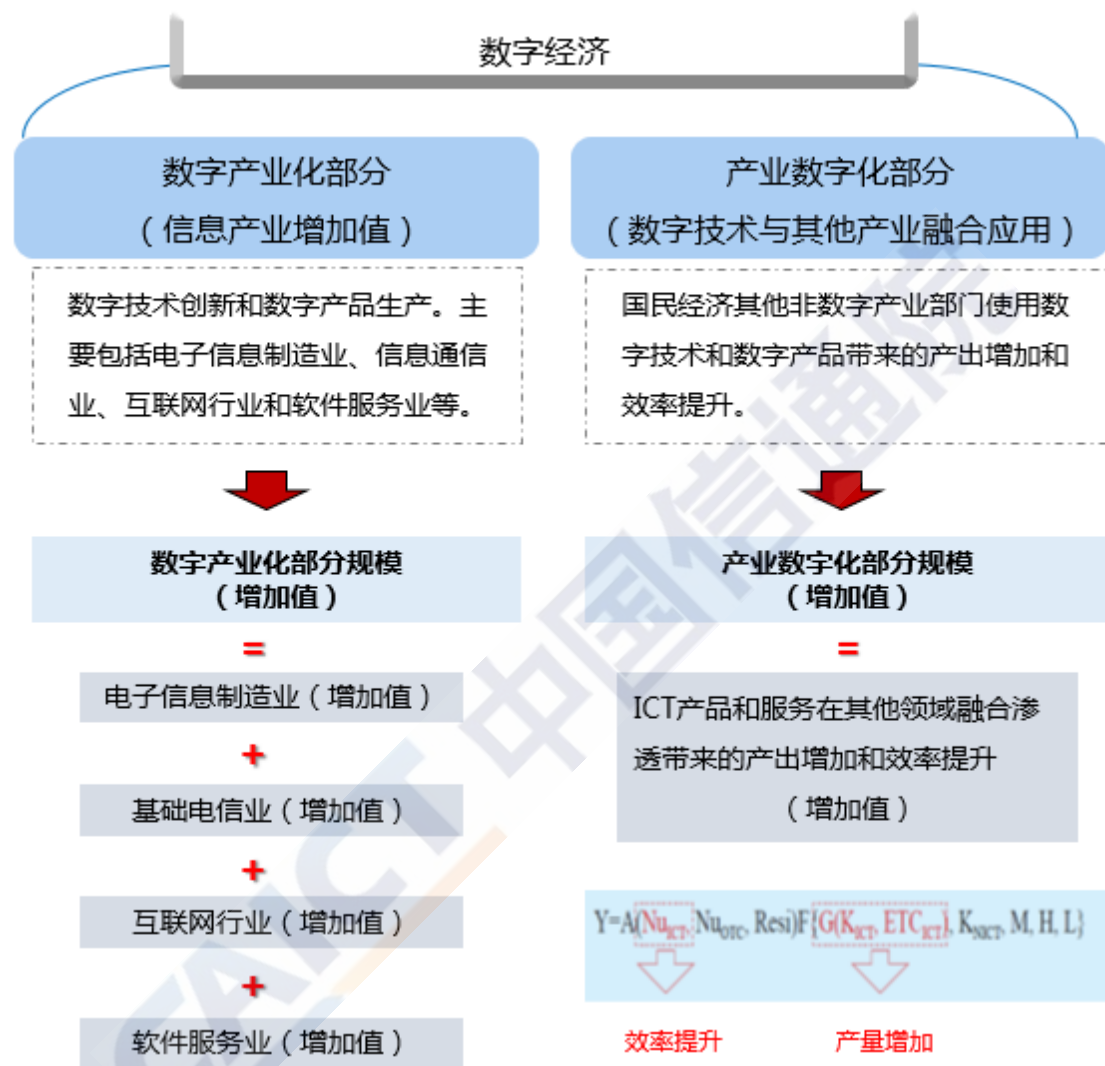 数字经济
数字产业化部分
（信息产业增加值）
数字技术创新和数字产品生产。主
要包括电子信息制造业、信息通信
业、互联网行业和软件服务业等。
数字产业化部分规模
（增加值）
=
电子信息制造业（增加值）
+
基础电信业（增加值）
+
互联网行业（增加值）
+
软件服务业（增加值）
产业数字化部分
（数字技术与其他产业融合应用）
国民经济其他非数字产业部门使用数
字技术和数字产品带来的产出增加和
效率提升。
产业数字化部分规模
（增加值）
=
ICT产品和服务在其他领域融合渗
透带来的产出增加和效率提升
（增加值）
Y=A(Nu_ICT, Nu_OTC, Resi)F{G(K_ICT, ETC_ICT), K_NICT, M, H, L}
效率提升
产量增加
CAICT 中国信通院